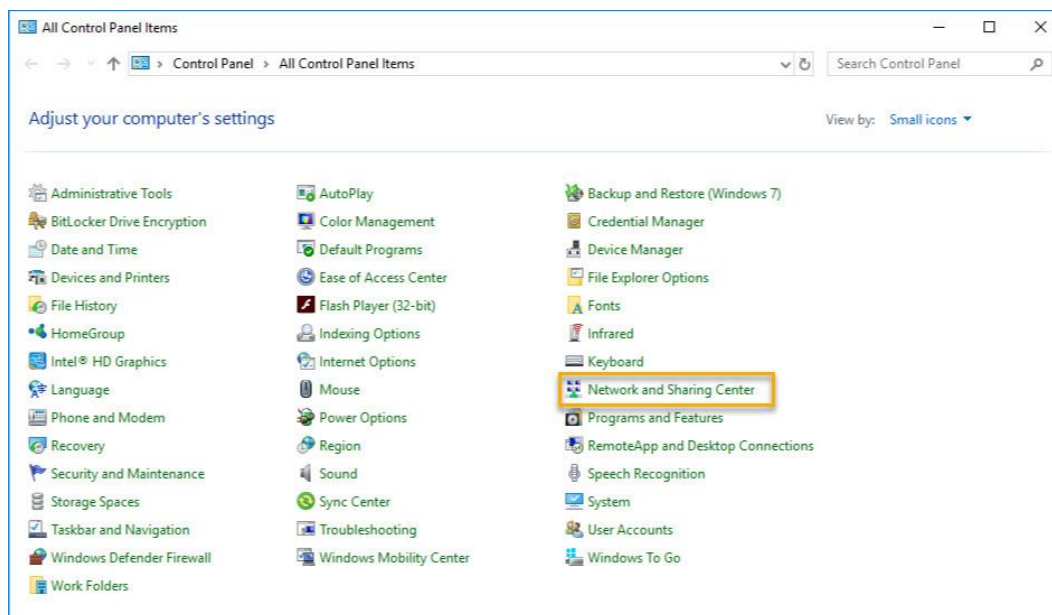 All Control Panel Items
Control Panel > All Control Panel Items
Search Control Panel
Adjust your computer's settings
View by: Small icons
Administrative Tools
AutoPlay
Backup and Restore (Windows 7)
BitLocker Drive Encryption
Color Management
Credential Manager
Date and Time
Default Programs
Device Manager
Devices and Printers
Ease of Access Center
File Explorer Options
File History
Flash Player (32-bit)
Fonts
HomeGroup
Indexing Options
Infrared
Intel® HD Graphics
Internet Options
Keyboard
Language
Mouse
Network and Sharing Center
Phone and Modem
Power Options
Programs and Features
Recovery
Region
RemoteApp and Desktop Connections
Security and Maintenance
Sound
Speech Recognition
Storage Spaces
Sync Center
System
Taskbar and Navigation
Troubleshooting
User Accounts
Windows Defender Firewall
Windows Mobility Center
Windows To Go
Work Folders